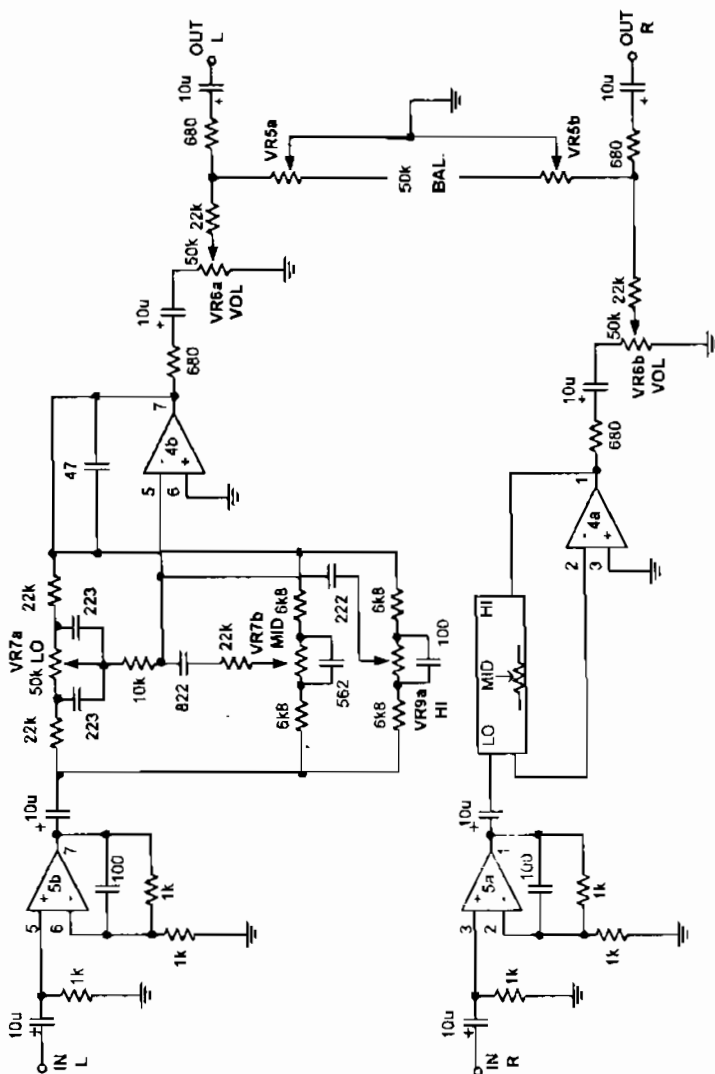 IN
L
10u
+
1k
5
6
+
-
5b
7
100
1k
1k
10u
+
22k
VR7a
50k LO
22k
223
223
10k
822
22k
VR7b
MID
6k8
6k8
562
222
6k8
6k8
VR9a
HI
100
47
5
6
-
+
4b
7
680
10u
+
VR6a
VOL
50k
22k
680
10u
+
OUT
L
VR5a
50k
BAL.
VR5b
IN
R
10u
+
1k
3
2
+
-
5a
1
100
1k
1k
10u
+
LO
MID
HI
2
3
-
+
4a
1
680
10u
+
50k
VR6b
VOL
22k
680
10u
+
OUT
R